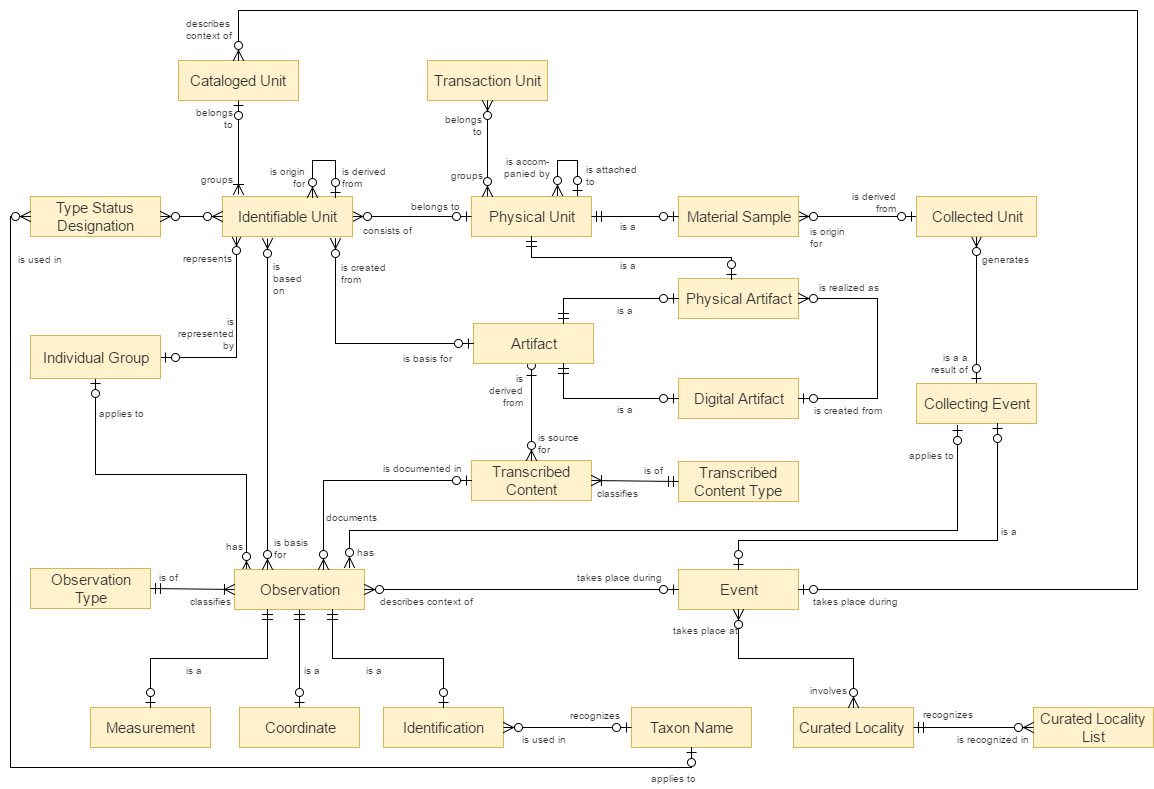 describes
context of
Cataloged Unit
Transaction Unit
belongs
to
belongs
to
groups
is origin
for
is derived
from
groups
is accom-
panied by
is attached
to
Type Status
Designation
Identifiable Unit
belongs to
consists of
Physical Unit
is a
Material Sample
is derived
from
is origin
for
Collected Unit
is used in
represents
is
based
on
is created
from
is a
generates
Physical Artifact
is realized as
is a
is
represented
by
Individual Group
Artifact
is basis for
is a a
result of
is
derived
from
is a
Digital Artifact
is created from
Collecting Event
applies to
is source
for
applies to
is documented in
Transcribed
Content
is of
classifies
Transcribed
Content Type
documents
is a
has
is basis
for
has
Observation
Type
is of
classifies
Observation
takes place during
describes context of
Event
takes place during
takes place at
is a
is a
is a
involves
Measurement
Coordinate
Identification
recognizes
is used in
Taxon Name
Curated Locality
recognizes
is recognized in
Curated Locality
List
applies to